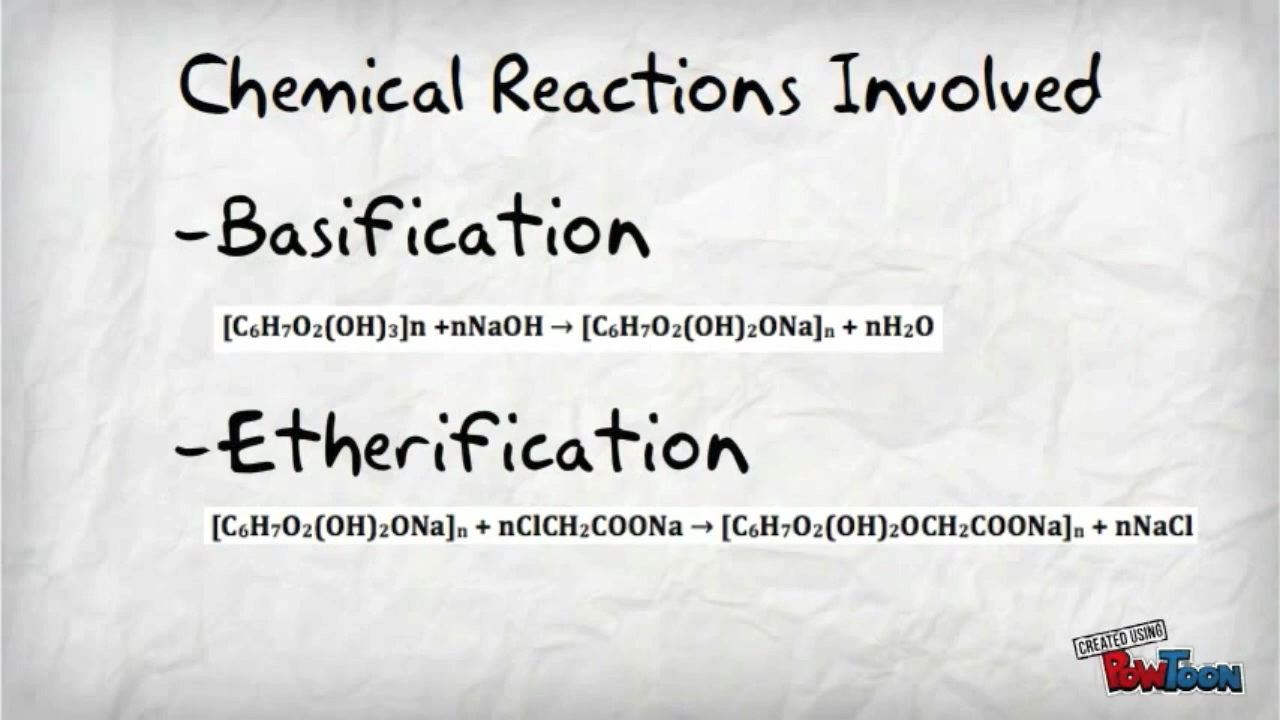 Chemical Reactions Involved
-Basification
[C₆H₇O₂(OH)₃]n +nNaOH → [C₆H₇O₂(OH)₂ONa]ₙ + nH₂O
-Etherification
[C₆H₇O₂(OH)₂ONa]ₙ + nClCH₂COONa → [C₆H₇O₂(OH)₂OCH₂COONa]ₙ + nNaCl
CREATED USING
POWTOON